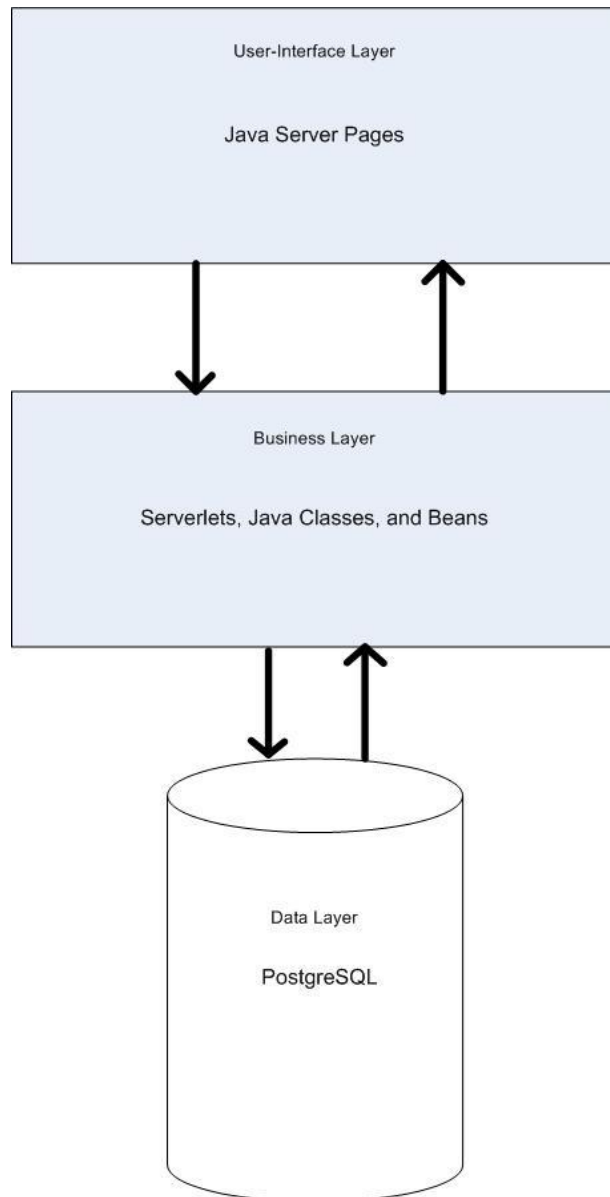 User-Interface Layer
Java Server Pages
Business Layer
Serverlets, Java Classes, and Beans
Data Layer
PostgreSQL